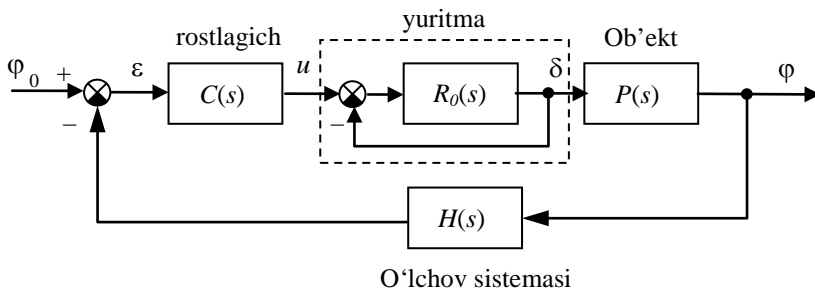 rostlagich
yuritma
Ob’ekt
φ₀
+
−
ε
C(s)
u
−
R₀(s)
δ
P(s)
φ
H(s)
O‘lchov sistemasi